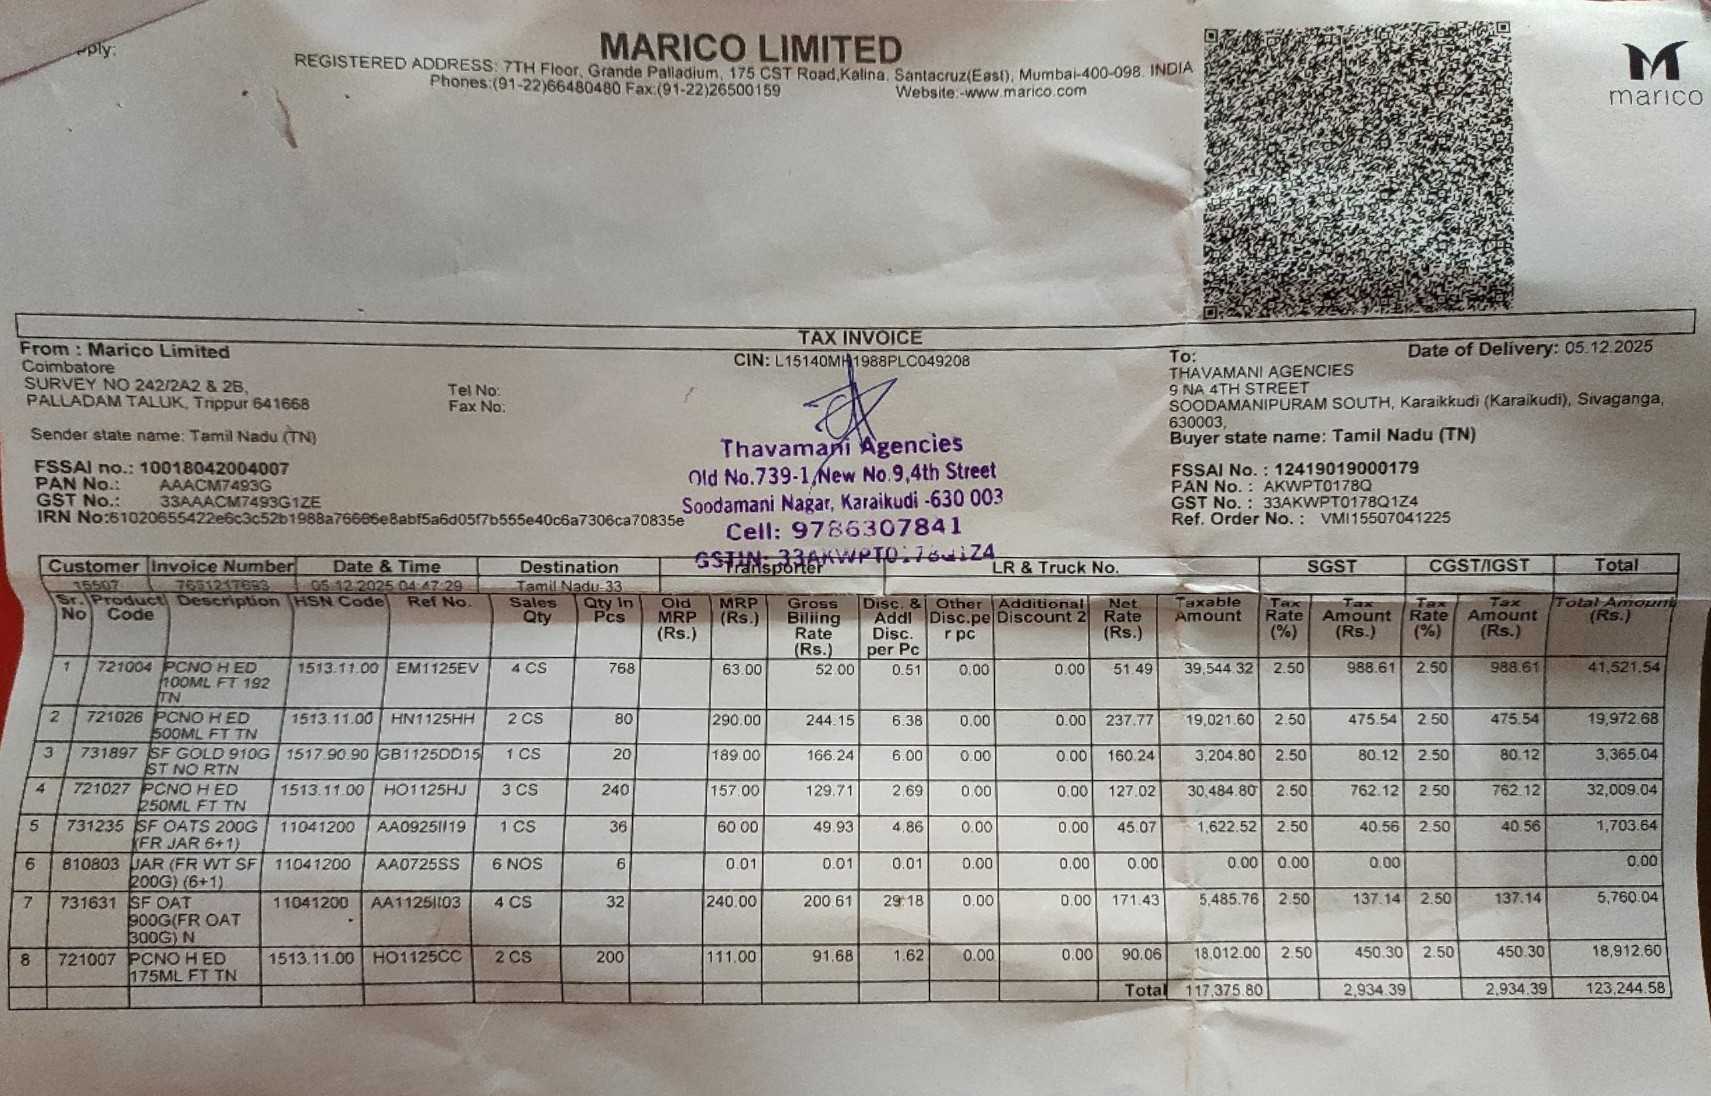 pply:
MARICO LIMITED
REGISTERED ADDRESS: 7TH Floor, Grande Palladium, 175 CST Road,Kalina, Santacruz(East), Mumbai-400-098. INDIA
Phones:(91-22)66480480 Fax:(91-22)26500159 Website:-www.marico.com
marico
TAX INVOICE
CIN: L15140MH1988PLC049208
From : Marico Limited
Coimbatore
SURVEY NO 242/2A2 & 2B,
PALLADAM TALUK, Trippur 641668
Tel No:
Fax No:
Sender state name: Tamil Nadu (TN)
FSSAI no.: 10018042004007
PAN No.: AAACM7493G
GST No.: 33AAACM7493G1ZE
IRN No:61020655422e6c3c52b1988a76666e8abf5a6d05f7b555e40c6a7306ca70835e
Thavamani Agencies
Old No.739-1,New No.9,4th Street
Soodamani Nagar, Karaikudi -630 003
Cell: 9786307841
GSTIN: 33AKWPT0178Q1Z4
To: Date of Delivery: 05.12.2025
THAVAMANI AGENCIES
9 NA 4TH STREET
SOODAMANIPURAM SOUTH, Karaikkudi (Karaikudi), Sivaganga,
630003,
Buyer state name: Tamil Nadu (TN)
FSSAI No. : 12419019000179
PAN No. : AKWPT0178Q
GST No. : 33AKWPT0178Q1Z4
Ref. Order No. : VMI15507041225
Customer Invoice Number Date & Time Destination Transporter LR & Truck No. SGST CGST/IGST Total
15507 7651217693 05.12.2025 04:47:29 Tamil Nadu-33
Sr. No Product Code Description HSN Code Ref No. Sales Qty Qty In Pcs Old MRP (Rs.) MRP (Rs.) Gross Billing Rate (Rs.) Disc. & Addl Disc. per Pc Other Disc.pe r pc Additional Discount 2 Net Rate (Rs.) Taxable Amount Tax Rate (%) Tax Amount (Rs.) Tax Rate (%) Tax Amount (Rs.) Total Amount (Rs.)
1 721004 PCNO H ED 100ML FT 192 TN 1513.11.00 EM1125EV 4 CS 768 63.00 52.00 0.51 0.00 0.00 51.49 39,544.32 2.50 988.61 2.50 988.61 41,521.54
2 721026 PCNO H ED 500ML FT TN 1513.11.00 HN1125HH 2 CS 80 290.00 244.15 6.38 0.00 0.00 237.77 19,021.60 2.50 475.54 2.50 475.54 19,972.68
3 731897 SF GOLD 910G ST NO RTN 1517.90.90 GB1125DD15 1 CS 20 189.00 166.24 6.00 0.00 0.00 160.24 3,204.80 2.50 80.12 2.50 80.12 3,365.04
4 721027 PCNO H ED 250ML FT TN 1513.11.00 HO1125HJ 3 CS 240 157.00 129.71 2.69 0.00 0.00 127.02 30,484.80 2.50 762.12 2.50 762.12 32,009.04
5 731235 SF OATS 200G (FR JAR 6+1) 11041200 AA0925II19 1 CS 36 60.00 49.93 4.86 0.00 0.00 45.07 1,622.52 2.50 40.56 2.50 40.56 1,703.64
6 810803 JAR (FR WT SF 200G) (6+1) 11041200 AA0725SS 6 NOS 6 0.01 0.01 0.01 0.00 0.00 0.00 0.00 0.00 0.00 0.00
7 731631 SF OAT 900G(FR OAT 300G) N 11041200 AA1125II03 4 CS 32 240.00 200.61 29.18 0.00 0.00 171.43 5,485.76 2.50 137.14 2.50 137.14 5,760.04
8 721007 PCNO H ED 175ML FT TN 1513.11.00 HO1125CC 2 CS 200 111.00 91.68 1.62 0.00 0.00 90.06 18,012.00 2.50 450.30 2.50 450.30 18,912.60
Total 117,375.80 2,934.39 2,934.39 123,244.58